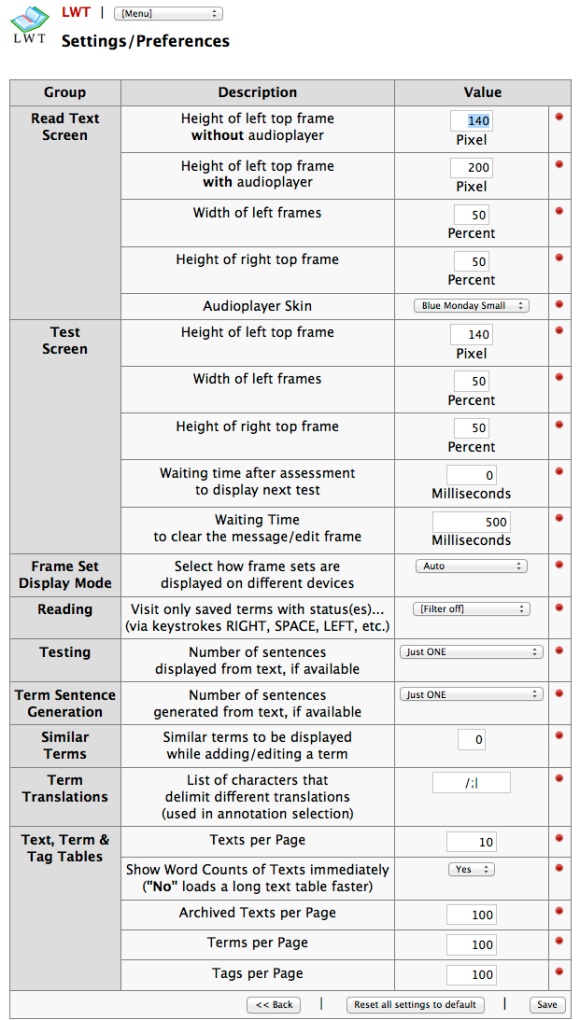 LWT | [Menu]
LWT
Settings/Preferences
Group Description Value
Read Text
Screen
Height of left top frame
without audioplayer
140
Pixel
Height of left top frame
with audioplayer
200
Pixel
Width of left frames
50
Percent
Height of right top frame
50
Percent
Audioplayer Skin Blue Monday Small
Test
Screen
Height of left top frame
140
Pixel
Width of left frames
50
Percent
Height of right top frame
50
Percent
Waiting time after assessment
to display next test
0
Milliseconds
Waiting Time
to clear the message/edit frame
500
Milliseconds
Frame Set
Display Mode
Select how frame sets are
displayed on different devices
Auto
Reading
Visit only saved terms with status(es)...
(via keystrokes RIGHT, SPACE, LEFT, etc.)
[Filter off]
Testing
Number of sentences
displayed from text, if available
Just ONE
Term Sentence
Generation
Number of sentences
generated from text, if available
Just ONE
Similar
Terms
Similar terms to be displayed
while adding/editing a term
0
Term
Translations
List of characters that
delimit different translations
(used in annotation selection)
/;|
Text, Term &
Tag Tables
Texts per Page 10
Show Word Counts of Texts immediately
("No" loads a long text table faster)
Yes
Archived Texts per Page 100
Terms per Page 100
Tags per Page 100
<< Back | Reset all settings to default | Save